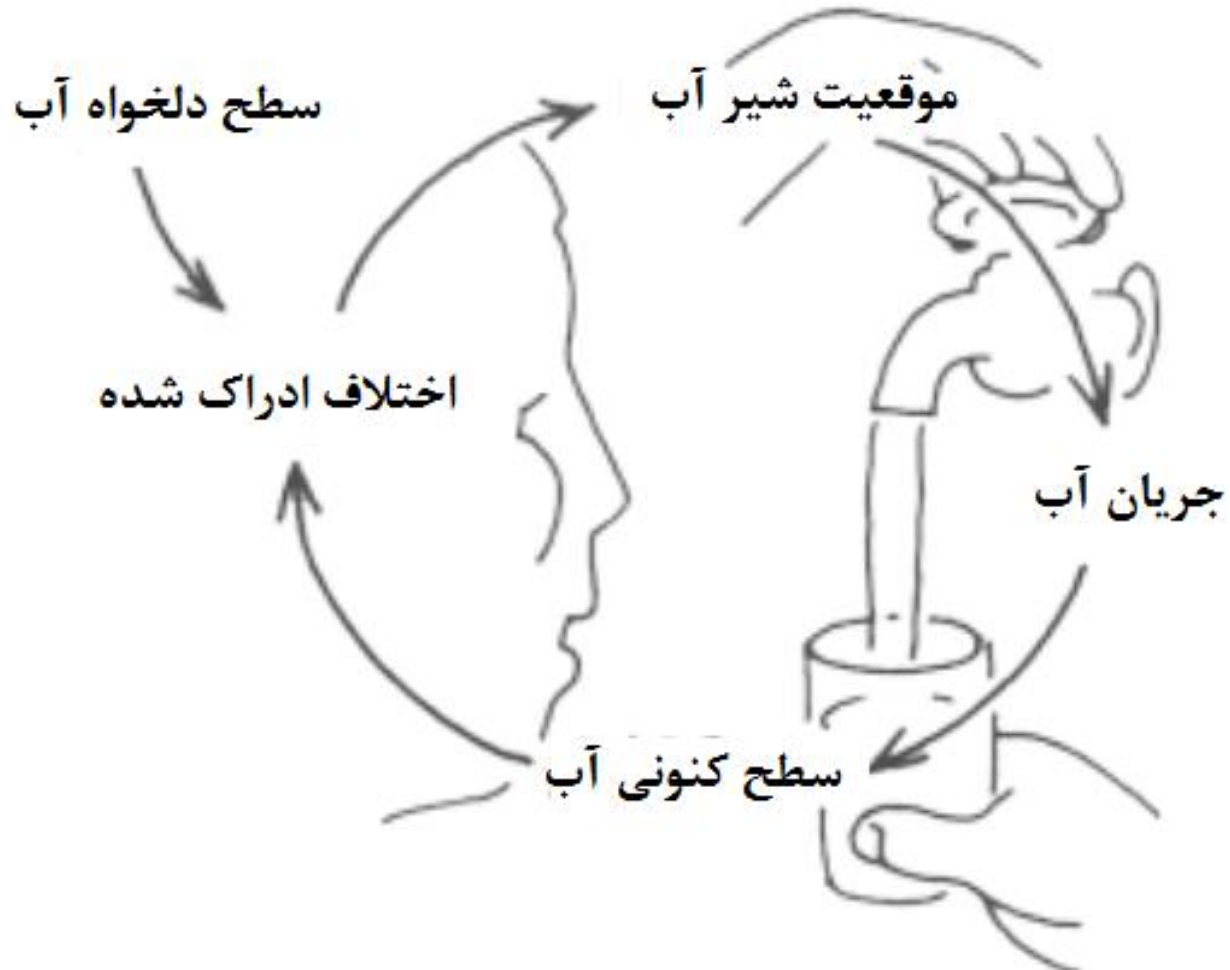 سطح دلخواه آب
موقعیت شیر آب
اختلاف ادراک شده
جریان آب
سطح کنونی آب